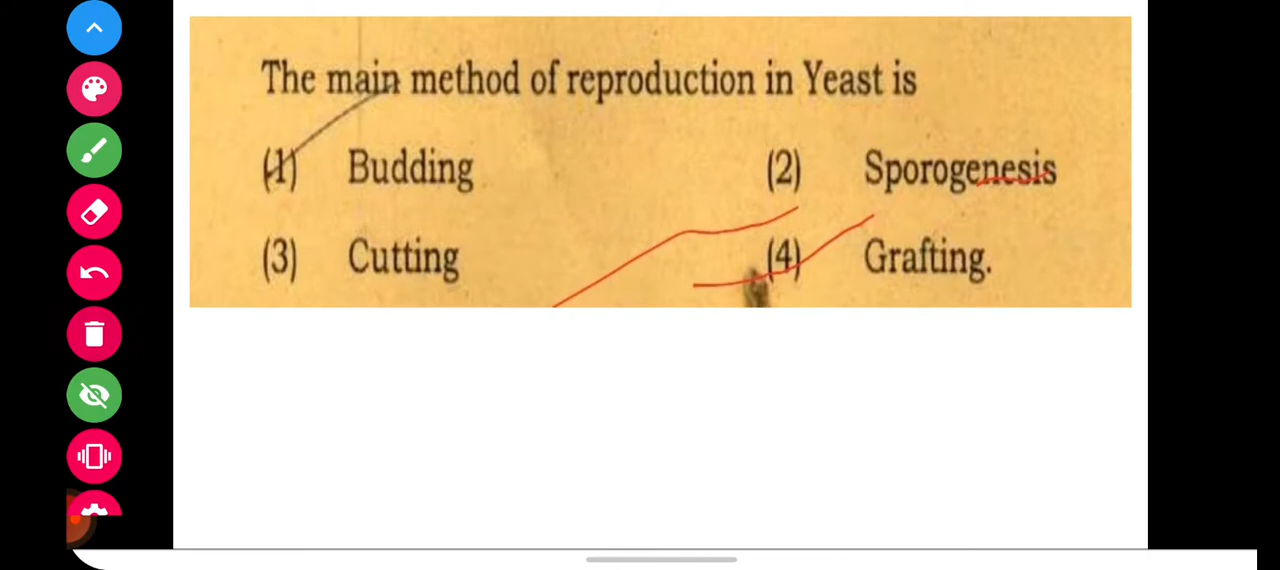 The main method of reproduction in Yeast is
(1) Budding (2) Sporogenesis
(3) Cutting (4) Grafting.